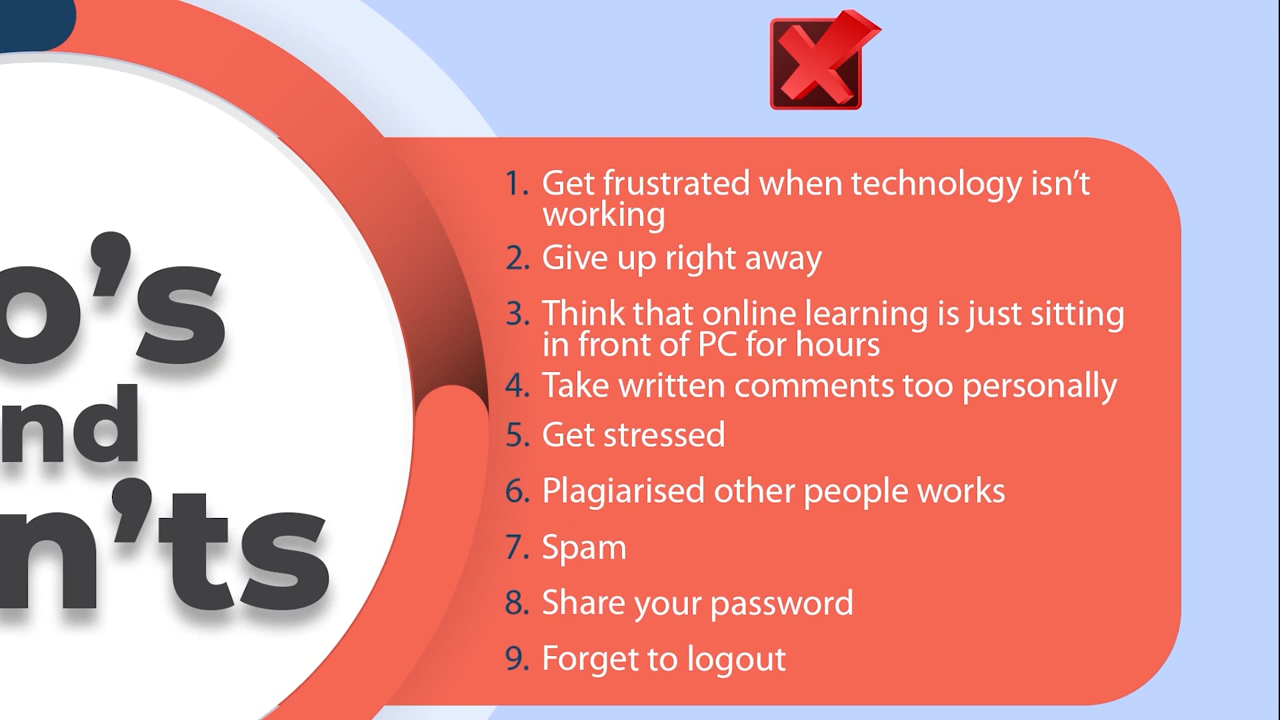 o's
nd
n'ts
1. Get frustrated when technology isn't
working
2. Give up right away
3. Think that online learning is just sitting
in front of PC for hours
4. Take written comments too personally
5. Get stressed
6. Plagiarised other people works
7. Spam
8. Share your password
9. Forget to logout